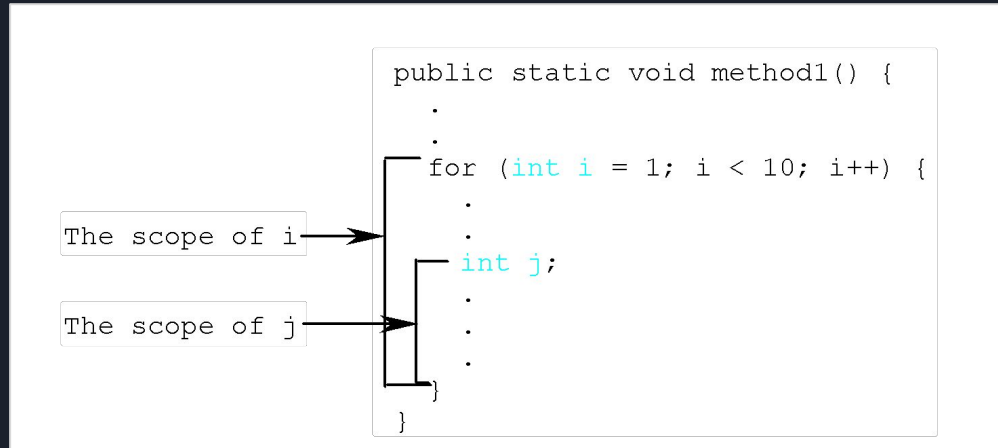 public static void method1() {
.
.
for (int i = 1; i < 10; i++) {
.
The scope of i
.
int j;
.
The scope of j
.
.
}
}